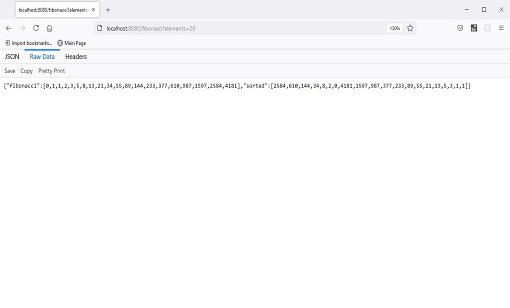 localhost:8080/fibonacci?elements=
localhost:8080/fibonacci?elements=20
130%
Import bookmarks...
Main Page
JSON
Raw Data
Headers
Save
Copy
Pretty Print
{"fibonacci":[0,1,1,2,3,5,8,13,21,34,55,89,144,233,377,610,987,1597,2584,4181],"sorted":[2584,610,144,34,8,2,0,4181,1597,987,377,233,89,55,21,13,5,3,1,1]}